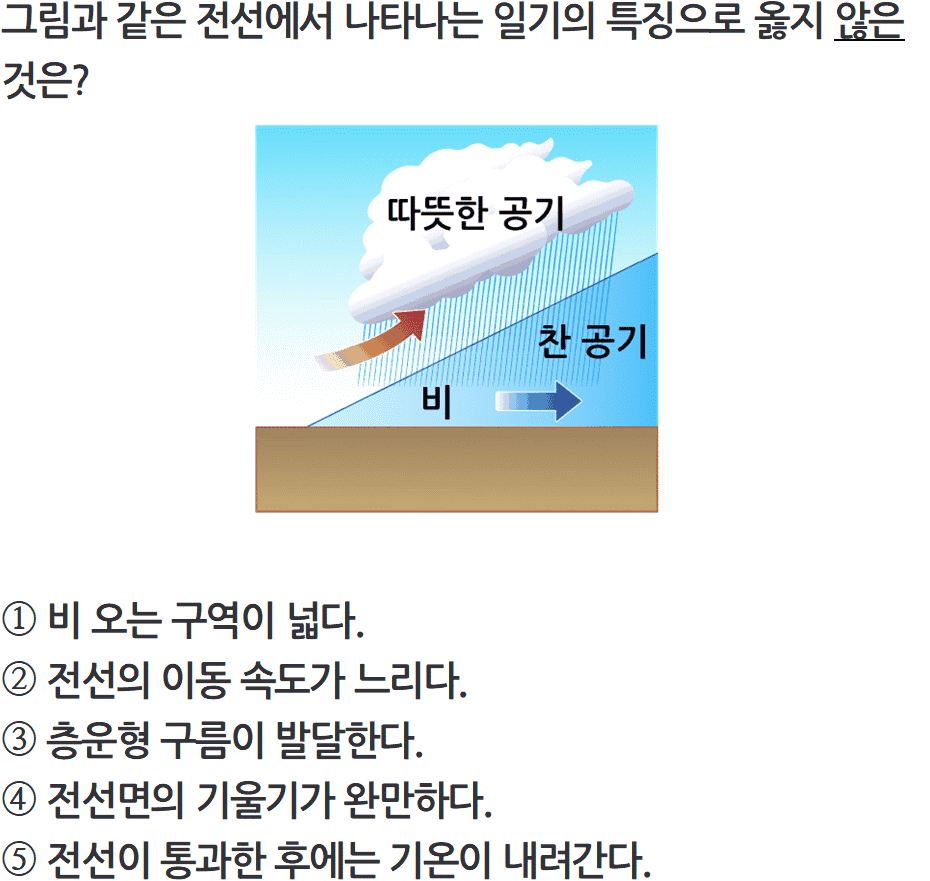 그림과 같은 전선에서 나타나는 일기의 특징으로 옳지 않은
것은?
따뜻한 공기
찬 공기
비
① 비 오는 구역이 넓다.
② 전선의 이동 속도가 느리다.
③ 층운형 구름이 발달한다.
④ 전선면의 기울기가 완만하다.
⑤ 전선이 통과한 후에는 기온이 내려간다.